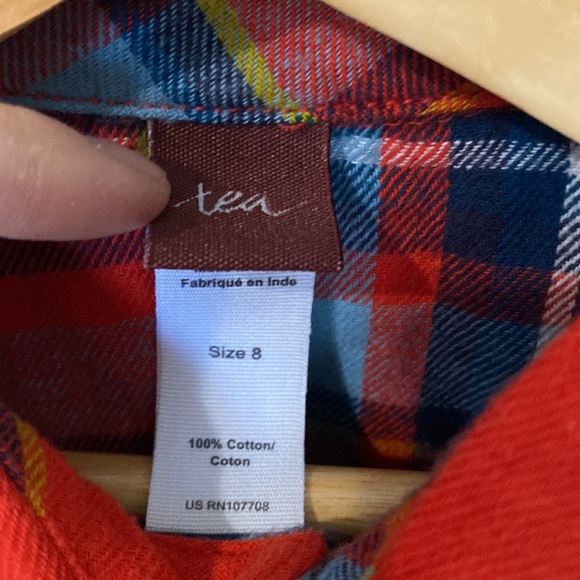 tea
Fabriqué en Inde
Size 8
100% Cotton/
Coton
US RN107708